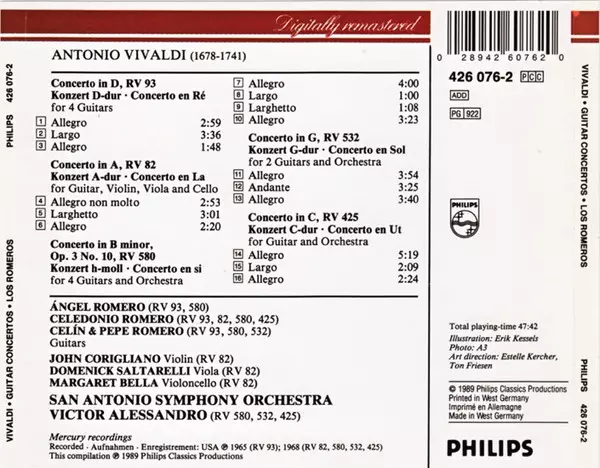 Digitally remastered
ANTONIO VIVALDI (1678-1741)
Concerto in D, RV 93
Konzert D-dur · Concerto en Ré
for 4 Guitars
1 Allegro 2:59
2 Largo 3:36
3 Allegro 1:48
Concerto in A, RV 82
Konzert A-dur · Concerto en La
for Guitar, Violin, Viola and Cello
4 Allegro non molto 2:53
5 Larghetto 3:01
6 Allegro 2:20
Concerto in B minor,
Op. 3 No. 10, RV 580
Konzert h-moll · Concerto en si
for 4 Guitars and Orchestra
7 Allegro 4:00
8 Largo 1:00
9 Larghetto 1:08
10 Allegro 3:23
Concerto in G, RV 532
Konzert G-dur · Concerto en Sol
for 2 Guitars and Orchestra
11 Allegro 3:54
12 Andante 3:25
13 Allegro 3:40
Concerto in C, RV 425
Konzert C-dur · Concerto en Ut
for Guitar and Orchestra
14 Allegro 5:19
15 Largo 2:09
16 Allegro 2:24
ÁNGEL ROMERO (RV 93, 580)
CELEDONIO ROMERO (RV 93, 82, 580, 425)
CELÍN & PEPE ROMERO (RV 93, 580, 532)
Guitars
JOHN CORIGLIANO Violin (RV 82)
DOMENICK SALTARELLI Viola (RV 82)
MARGARET BELLA Violoncello (RV 82)
SAN ANTONIO SYMPHONY ORCHESTRA
VICTOR ALESSANDRO (RV 580, 532, 425)
Mercury recordings
Recorded · Aufnahmen · Enregistrement: USA ℗ 1965 (RV 93); 1968 (RV 82, 580, 532, 425)
This compilation ℗ 1989 Philips Classics Productions
0 28942 60762 0
426 076-2 PCC
ADD
PG 922
PHILIPS
Total playing-time 47:42
Illustration: Erik Kessels
Photo: A3
Art direction: Estelle Kercher,
Ton Friesen
© 1989 Philips Classics Productions
Printed in West Germany
Imprimé en Allemagne
Made in West Germany
PHILIPS
VIVALDI • GUITAR CONCERTOS • LOS ROMEROS PHILIPS 426 076-2
VIVALDI • GUITAR CONCERTOS • LOS ROMEROS PHILIPS 426 076-2